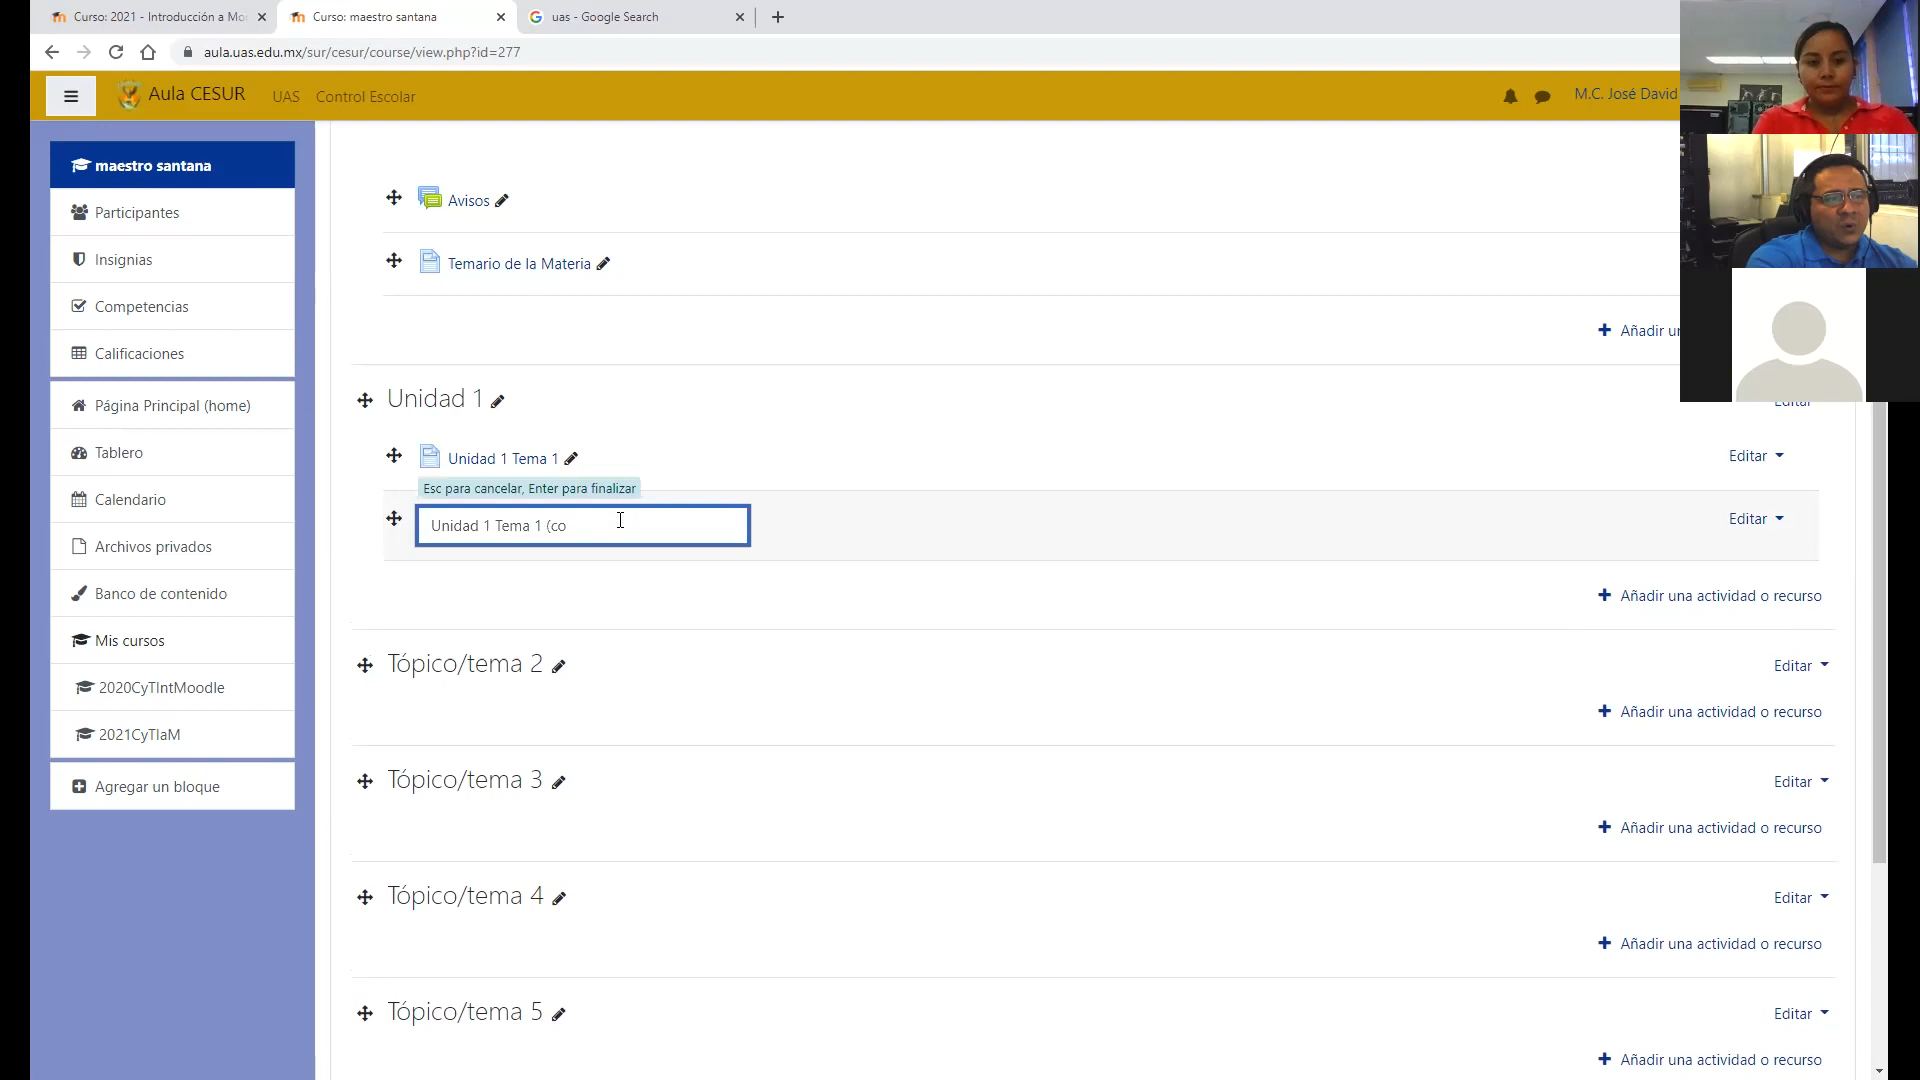 Curso: 2021 - Introducción a Moo
Curso: maestro santana
uas - Google Search
aula.uas.edu.mx/sur/cesur/course/view.php?id=277
Aula CESUR
UAS
Control Escolar
M.C. José David
maestro santana
Participantes
Insignias
Competencias
Calificaciones
Página Principal (home)
Tablero
Calendario
Archivos privados
Banco de contenido
Mis cursos
2020CyTIntMoodle
2021CyTIaM
Agregar un bloque
Avisos
Temario de la Materia
Añadir un
Unidad 1
Editar
Unidad 1 Tema 1
Editar
Esc para cancelar, Enter para finalizar
Unidad 1 Tema 1 (co
Editar
Añadir una actividad o recurso
Tópico/tema 2
Editar
Añadir una actividad o recurso
Tópico/tema 3
Editar
Añadir una actividad o recurso
Tópico/tema 4
Editar
Añadir una actividad o recurso
Tópico/tema 5
Editar
Añadir una actividad o recurso